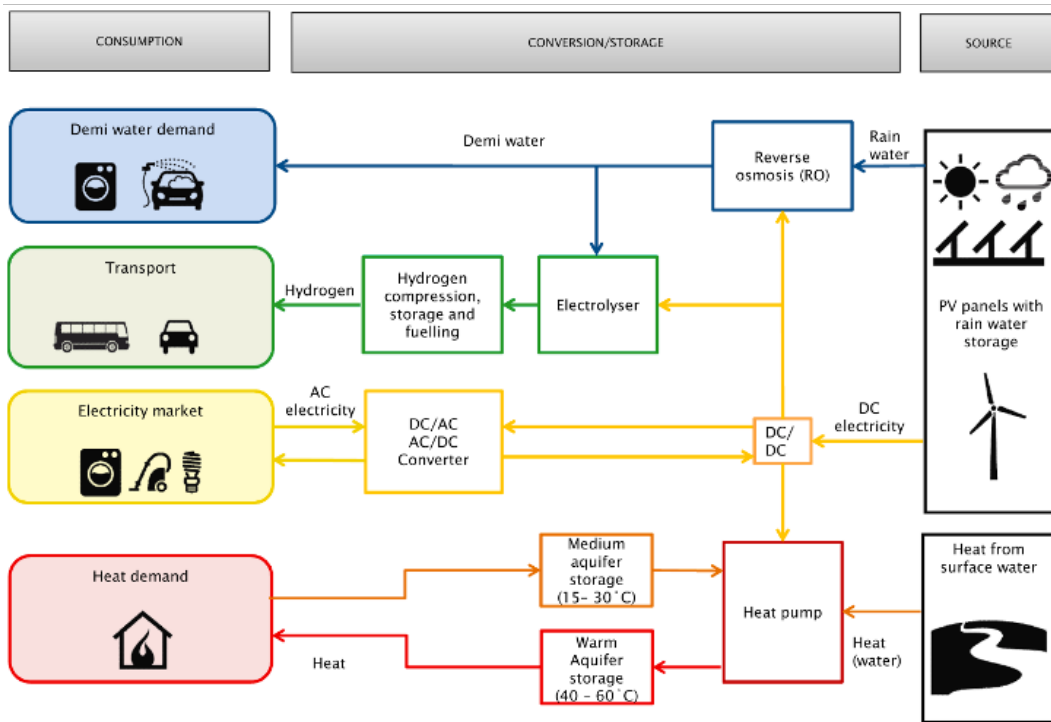 CONSUMPTION
CONVERSION/STORAGE
SOURCE
Demi water demand
Demi water
Reverse
osmosis (RO)
Rain
water
Transport
Hydrogen
Hydrogen
compression,
storage and
fuelling
Electrolyser
PV panels with
rain water
storage
Electricity market
AC
electricity
DC/AC
AC/DC
Converter
DC/
DC
DC
electricity
Heat demand
Heat
Medium
aquifer
storage
(15– 30˚C)
Warm
Aquifer
storage
(40 – 60˚C)
Heat pump
Heat
(water)
Heat from
surface water